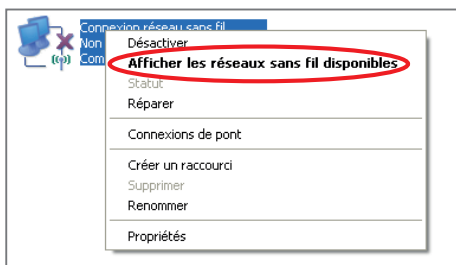 Connexion réseau sans fil
Non
Com
Désactiver
Afficher les réseaux sans fil disponibles
Statut
Réparer
Connexions de pont
Créer un raccourci
Supprimer
Renommer
Propriétés